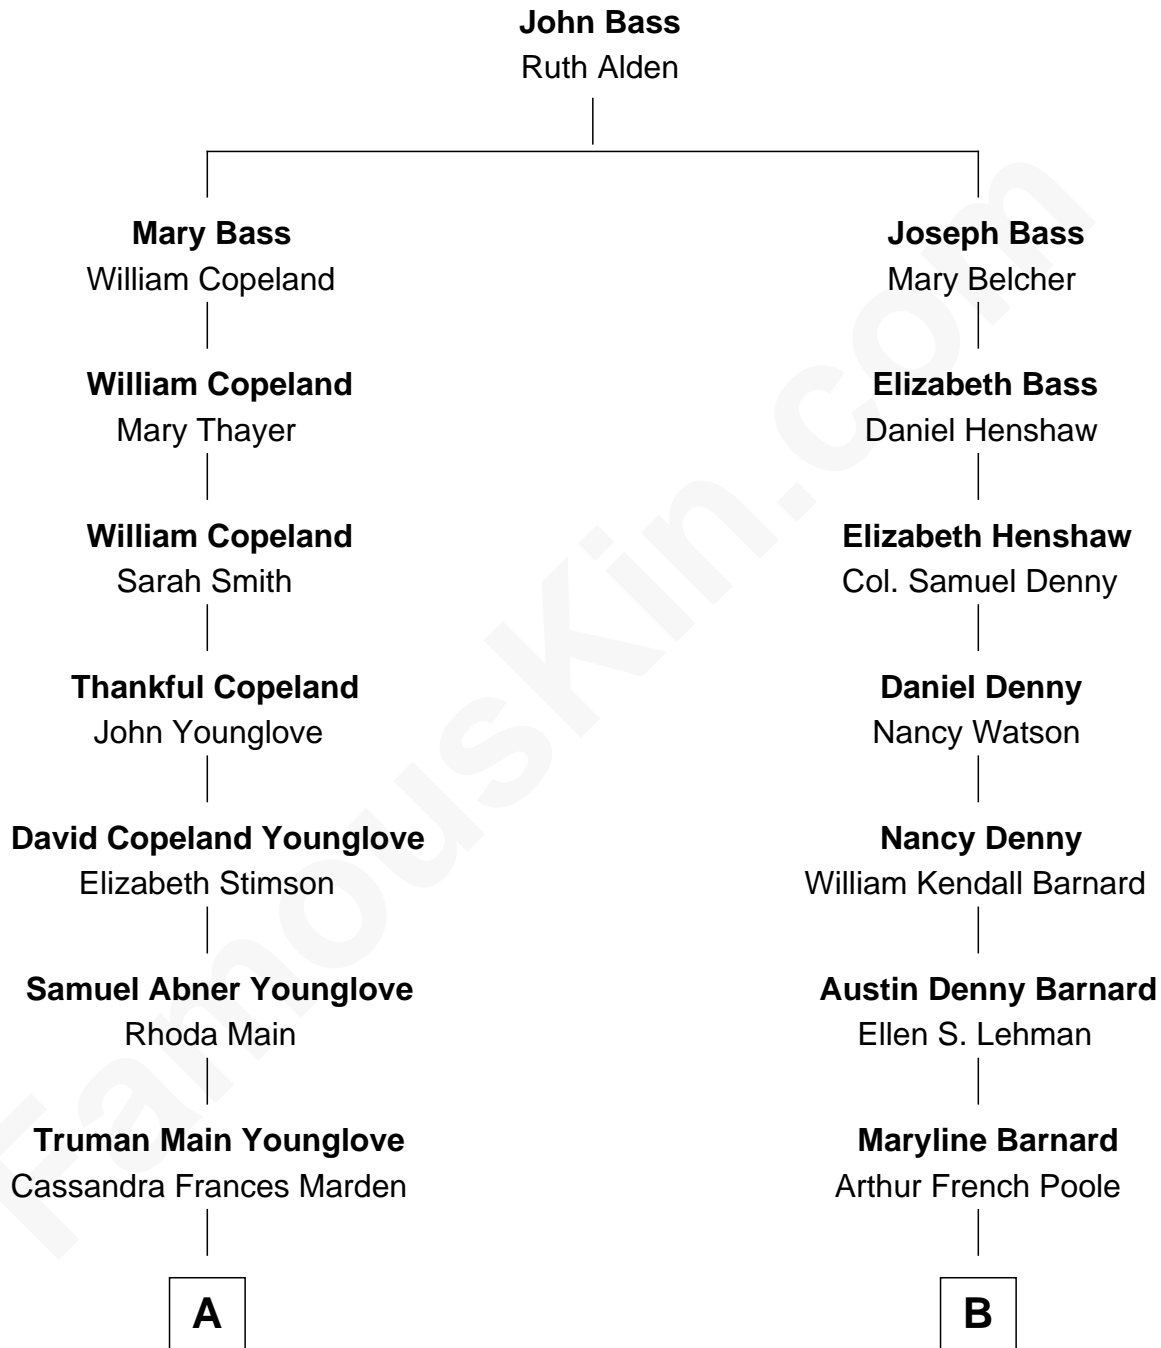 John Bass
Ruth Alden
Mary Bass
William Copeland
Joseph Bass
Mary Belcher
William Copeland
Mary Thayer
Elizabeth Bass
Daniel Henshaw
William Copeland
Sarah Smith
Elizabeth Henshaw
Col. Samuel Denny
Thankful Copeland
John Younglove
Daniel Denny
Nancy Watson
David Copeland Younglove
Elizabeth Stimson
Nancy Denny
William Kendall Barnard
Samuel Abner Younglove
Rhoda Main
Austin Denny Barnard
Ellen S. Lehman
Truman Main Younglove
Cassandra Frances Marden
Maryline Barnard
Arthur French Poole
A
B
FamousKin.com